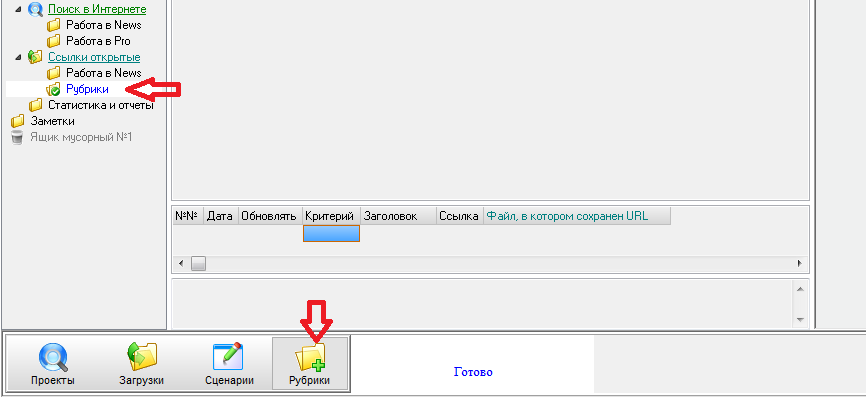 Поиск в Интернете
Работа в News
Работа в Pro
Ссылки открытые
Работа в News
Рубрики
Статистика и отчеты
Заметки
Ящик мусорный №1
№№ Дата Обновлять Критерий Заголовок Ссылка Файл, в котором сохранен URL
Проекты Загрузки Сценарии Рубрики
Готово